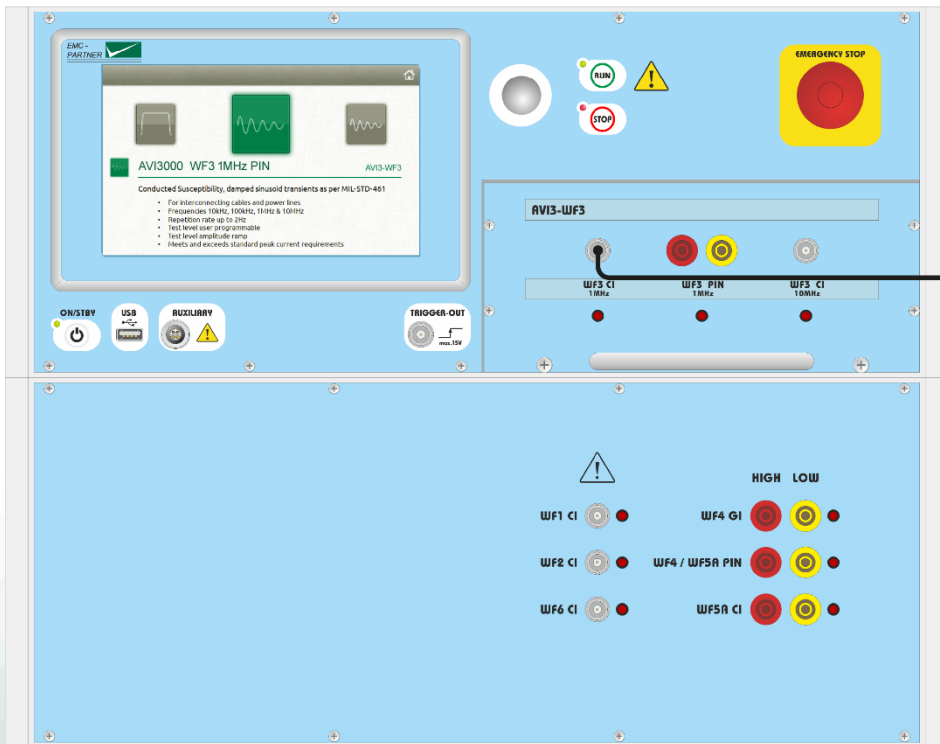 EMC -
PARTNER
AVI3000 WF3 1MHz PIN
AVI3-WF3
Conducted Susceptibility, damped sinusoid transients as per MIL-STD-461
• For interconnecting cables and power lines
• Frequencies 10kHz, 100kHz, 1MHz & 10MHz
• Repetition rate up to 2Hz
• Test level user programmable
• Test level amplitude ramp
• Meets and exceeds standard peak current requirements
RUN
STOP
EMERGENCY STOP
AVI3-WF3
WF3 CI
1MHz
WF3 PIN
1MHz
WF3 CI
10MHz
ON/STBY
USB
AUXILIARY
TRIGGER-OUT
max.15V
HIGH LOW
WF1 CI
WF4 GI
WF2 CI
WF4 / WF5A PIN
WF6 CI
WF5A CI